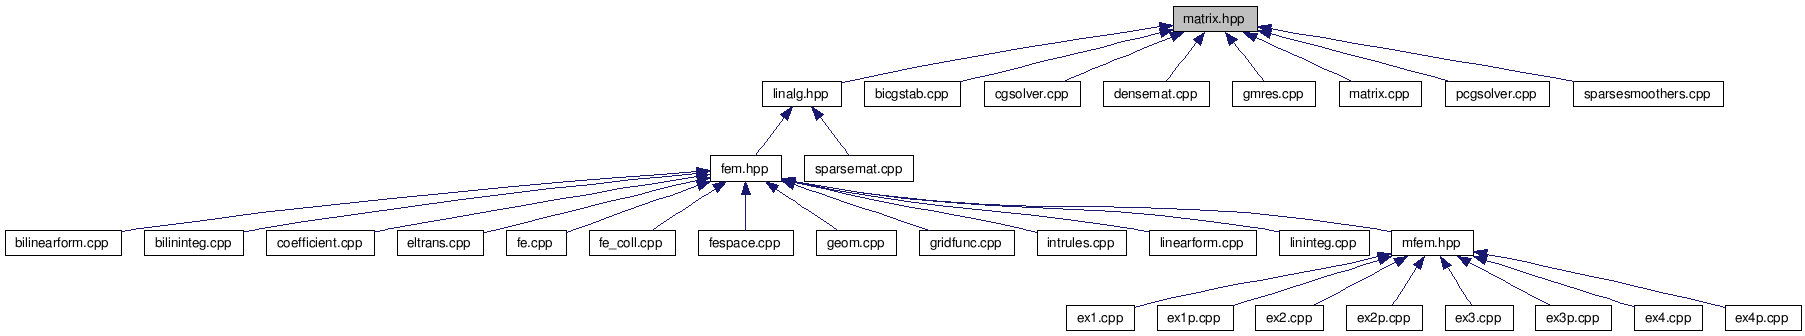 matrix.hpp
linalg.hpp
bicgstab.cpp
cgsolver.cpp
densemat.cpp
gmres.cpp
matrix.cpp
pcgsolver.cpp
sparsesmoothers.cpp
fem.hpp
sparsemat.cpp
bilinearform.cpp
bilininteg.cpp
coefficient.cpp
eltrans.cpp
fe.cpp
fe_coll.cpp
fespace.cpp
geom.cpp
gridfunc.cpp
intrules.cpp
linearform.cpp
lininteg.cpp
mfem.hpp
ex1.cpp
ex1p.cpp
ex2.cpp
ex2p.cpp
ex3.cpp
ex3p.cpp
ex4.cpp
ex4p.cpp